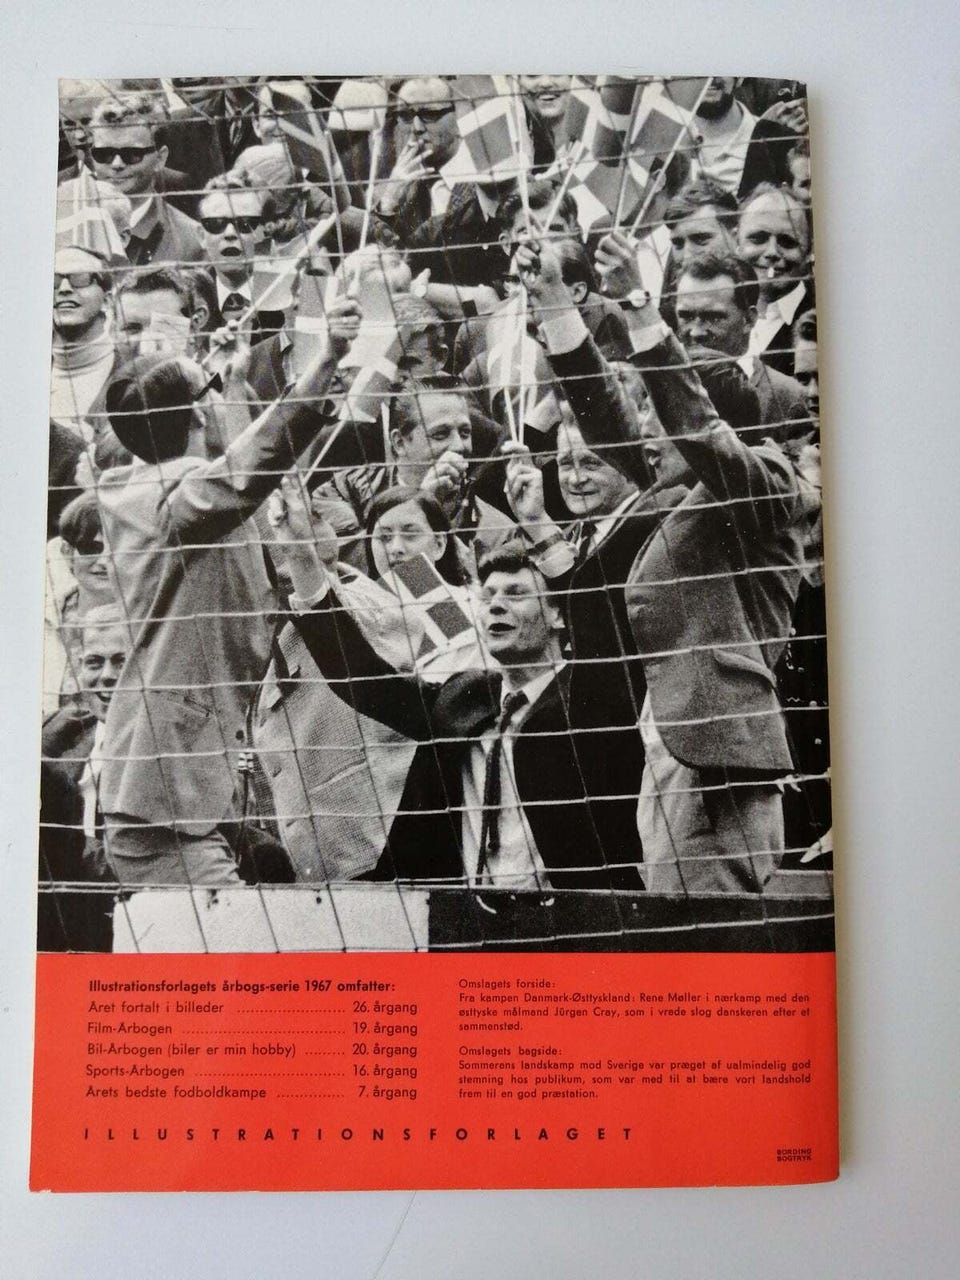 Illustrationsforlagets årbogs-serie 1967 omfatter:
Året fortalt i billeder ........................ 26. årgang
Film-Årbogen .................................... 19. årgang
Bil-Årbogen (biler er min hobby) ........ 20. årgang
Sports-Årbogen ................................. 16. årgang
Årets bedste fodboldkampe ............... 7. årgang
Omslagets forside:
Fra kampen Danmark-Østtyskland: Rene Møller i nærkamp med den
østtyske målmand Jürgen Cray, som i vrede slog danskeren efter et
sammenstød.
Omslagets bagside:
Sommerens landskamp mod Sverige var præget af ualmindelig god
stemning hos publikum, som var med til at bære vort landshold
frem til en god præstation.
ILLUSTRATIONSFORLAGET
BORDING
BOGTRYK